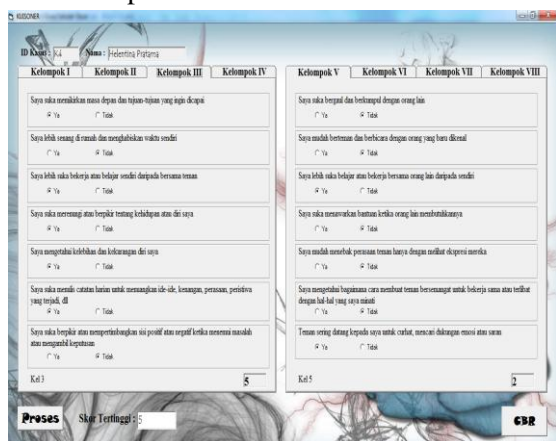 KUISONER
ID Kasus : K4 Nama : Helentina Pratama
Kelompok I Kelompok II Kelompok III Kelompok IV
Saya suka memikirkan masa depan dan tujuan-tujuan yang ingin dicapai
Ya Tidak
Saya lebih senang di rumah dan menghabiskan waktu sendiri
Ya Tidak
Saya lebih suka bekerja atau belajar sendiri daripada bersama teman
Ya Tidak
Saya suka merenungi atau berpikir tentang kehidupan atau diri saya
Ya Tidak
Saya mengetahui kelebihan dan kekurangan diri saya
Ya Tidak
Saya suka menulis catatan harian untuk menuangkan ide-ide, kenangan, perasaan, peristiwa
yang terjadi, dll
Ya Tidak
Saya suka berpikir atau mempertimbangkan sisi positif atau negatif ketika menemui masalah
atau mengambil keputusan
Ya Tidak
Kel 3 5
Kelompok V Kelompok VI Kelompok VII Kelompok VIII
Saya suka bergaul dan berkumpul dengan orang lain
Ya Tidak
Saya mudah berteman dan berbicara dengan orang yang baru dikenal
Ya Tidak
Saya lebih suka belajar atau bekerja bersama orang lain daripada sendiri
Ya Tidak
Saya suka menawarkan bantuan ketika orang lain membutuhkannya
Ya Tidak
Saya mudah menebak perasaan teman hanya dengan melihat ekspresi mereka
Ya Tidak
Saya mengetahui bagaimana cara membuat teman bersemangat untuk bekerja sama atau terlibat
dengan hal-hal yang saya minati
Ya Tidak
Teman sering datang kepada saya untuk curhat, mencari dukungan emosi atau saran
Ya Tidak
Kel 5 2
Proses Skor Tertinggi : 5 CBR